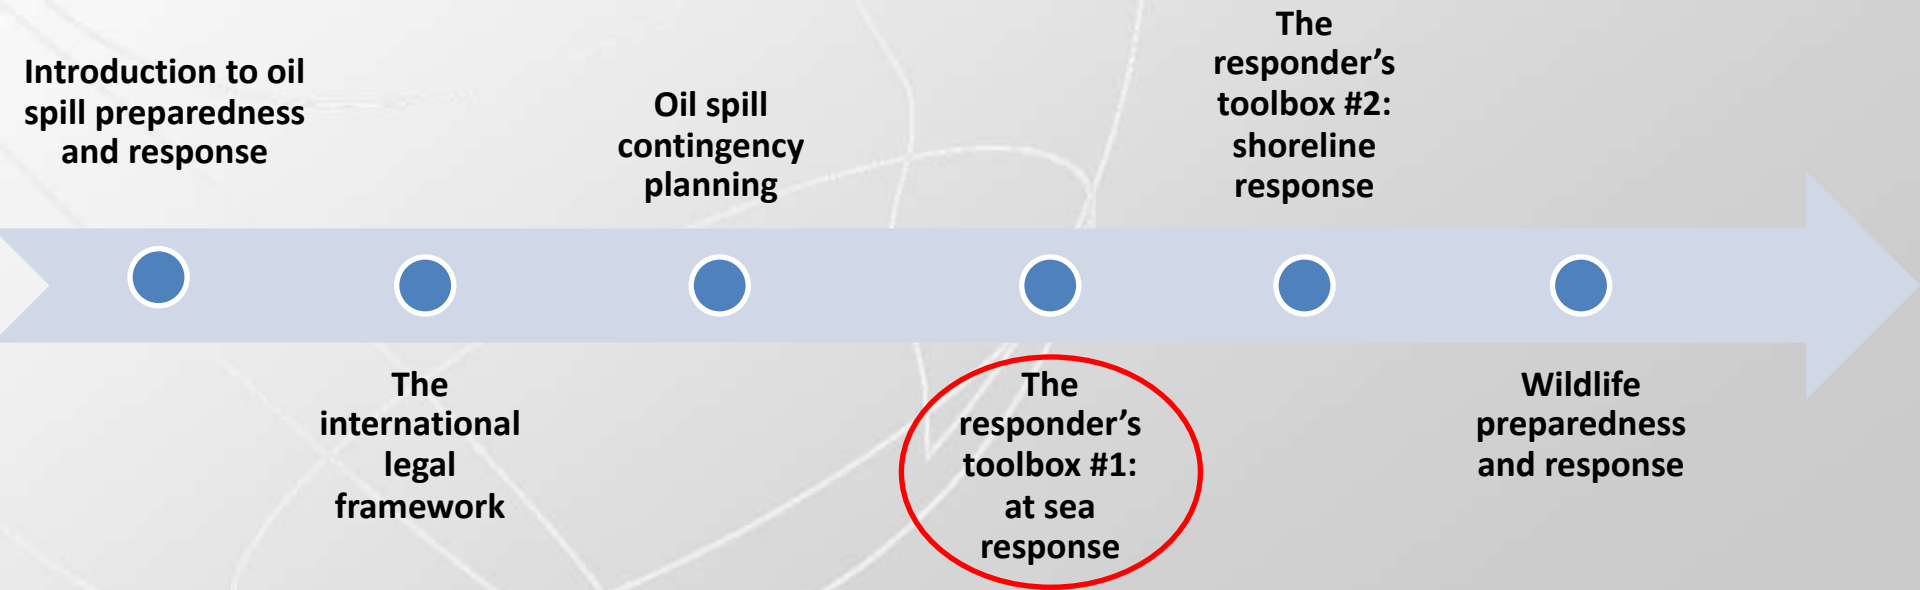 Introduction to oil
spill preparedness
and response
The
international
legal
framework
Oil spill
contingency
planning
The
responder’s
toolbox #1:
at sea
response
The
responder’s
toolbox #2:
shoreline
response
Wildlife
preparedness
and response